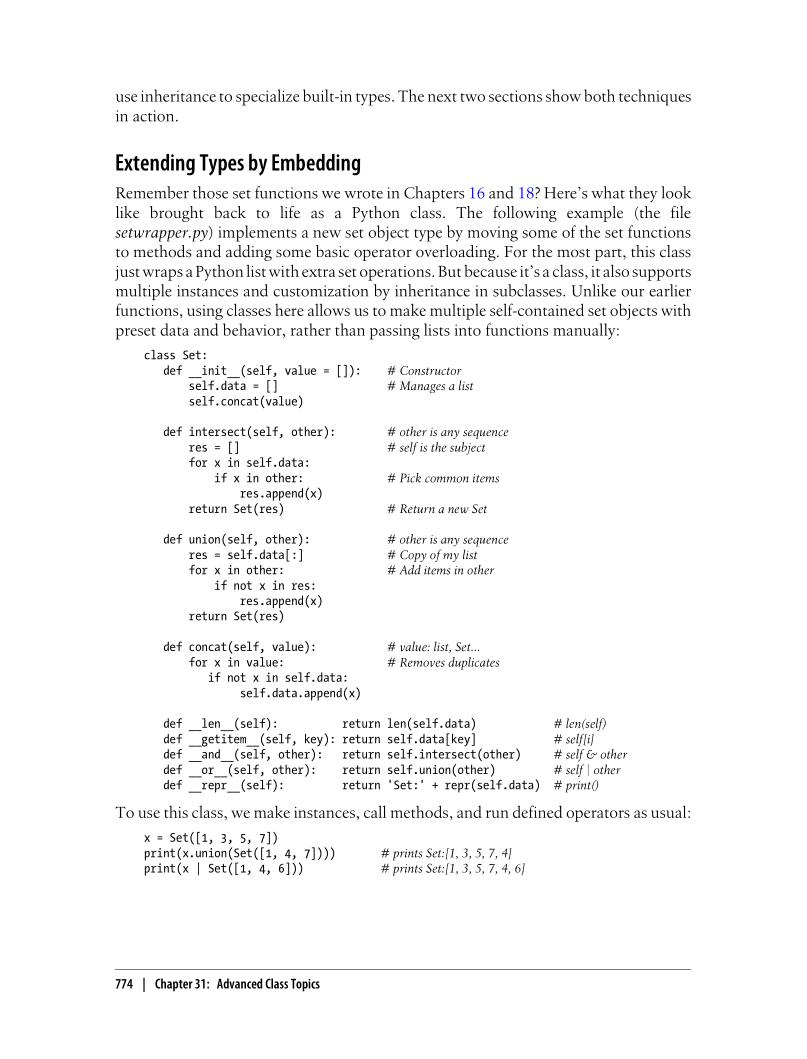 use inheritance to specialize built-in types. The next two sections show both techniques
in action.
Extending Types by Embedding
Remember those set functions we wrote in Chapters 16 and 18? Here's what they look
like brought back to life as a Python class. The following example (the file
setwrapper.py) implements a new set object type by moving some of the set functions
to methods and adding some basic operator overloading. For the most part, this class
just wraps a Python list with extra set operations. But because it's a class, it also supports
multiple instances and customization by inheritance in subclasses. Unlike our earlier
functions, using classes here allows us to make multiple self-contained set objects with
preset data and behavior, rather than passing lists into functions manually:
class Set:
    def __init__(self, value = []):    # Constructor
        self.data = []    # Manages a list
        self.concat(value)
    def intersect(self, other):    # other is any sequence
        res = []    # self is the subject
        for x in self.data:
            if x in other:    # Pick common items
                res.append(x)
        return Set(res)    # Return a new Set
    def union(self, other):    # other is any sequence
        res = self.data[:]    # Copy of my list
        for x in other:    # Add items in other
            if not x in res:
                res.append(x)
        return Set(res)
    def concat(self, value):    # value: list, Set...
        for x in value:    # Removes duplicates
           if not x in self.data:
                self.data.append(x)
    def __len__(self):    return len(self.data)    # len(self)
    def __getitem__(self, key): return self.data[key]    # self[i]
    def __and__(self, other):    return self.intersect(other)    # self & other
    def __or__(self, other):    return self.union(other)    # self | other
    def __repr__(self):    return 'Set:' + repr(self.data)    # print()
To use this class, we make instances, call methods, and run defined operators as usual:
x = Set([1, 3, 5, 7])
print(x.union(Set([1, 4, 7])))    # prints Set:[1, 3, 5, 7, 4]
print(x | Set([1, 4, 6]))    # prints Set:[1, 3, 5, 7, 4, 6]
774 | Chapter 31: Advanced Class Topics